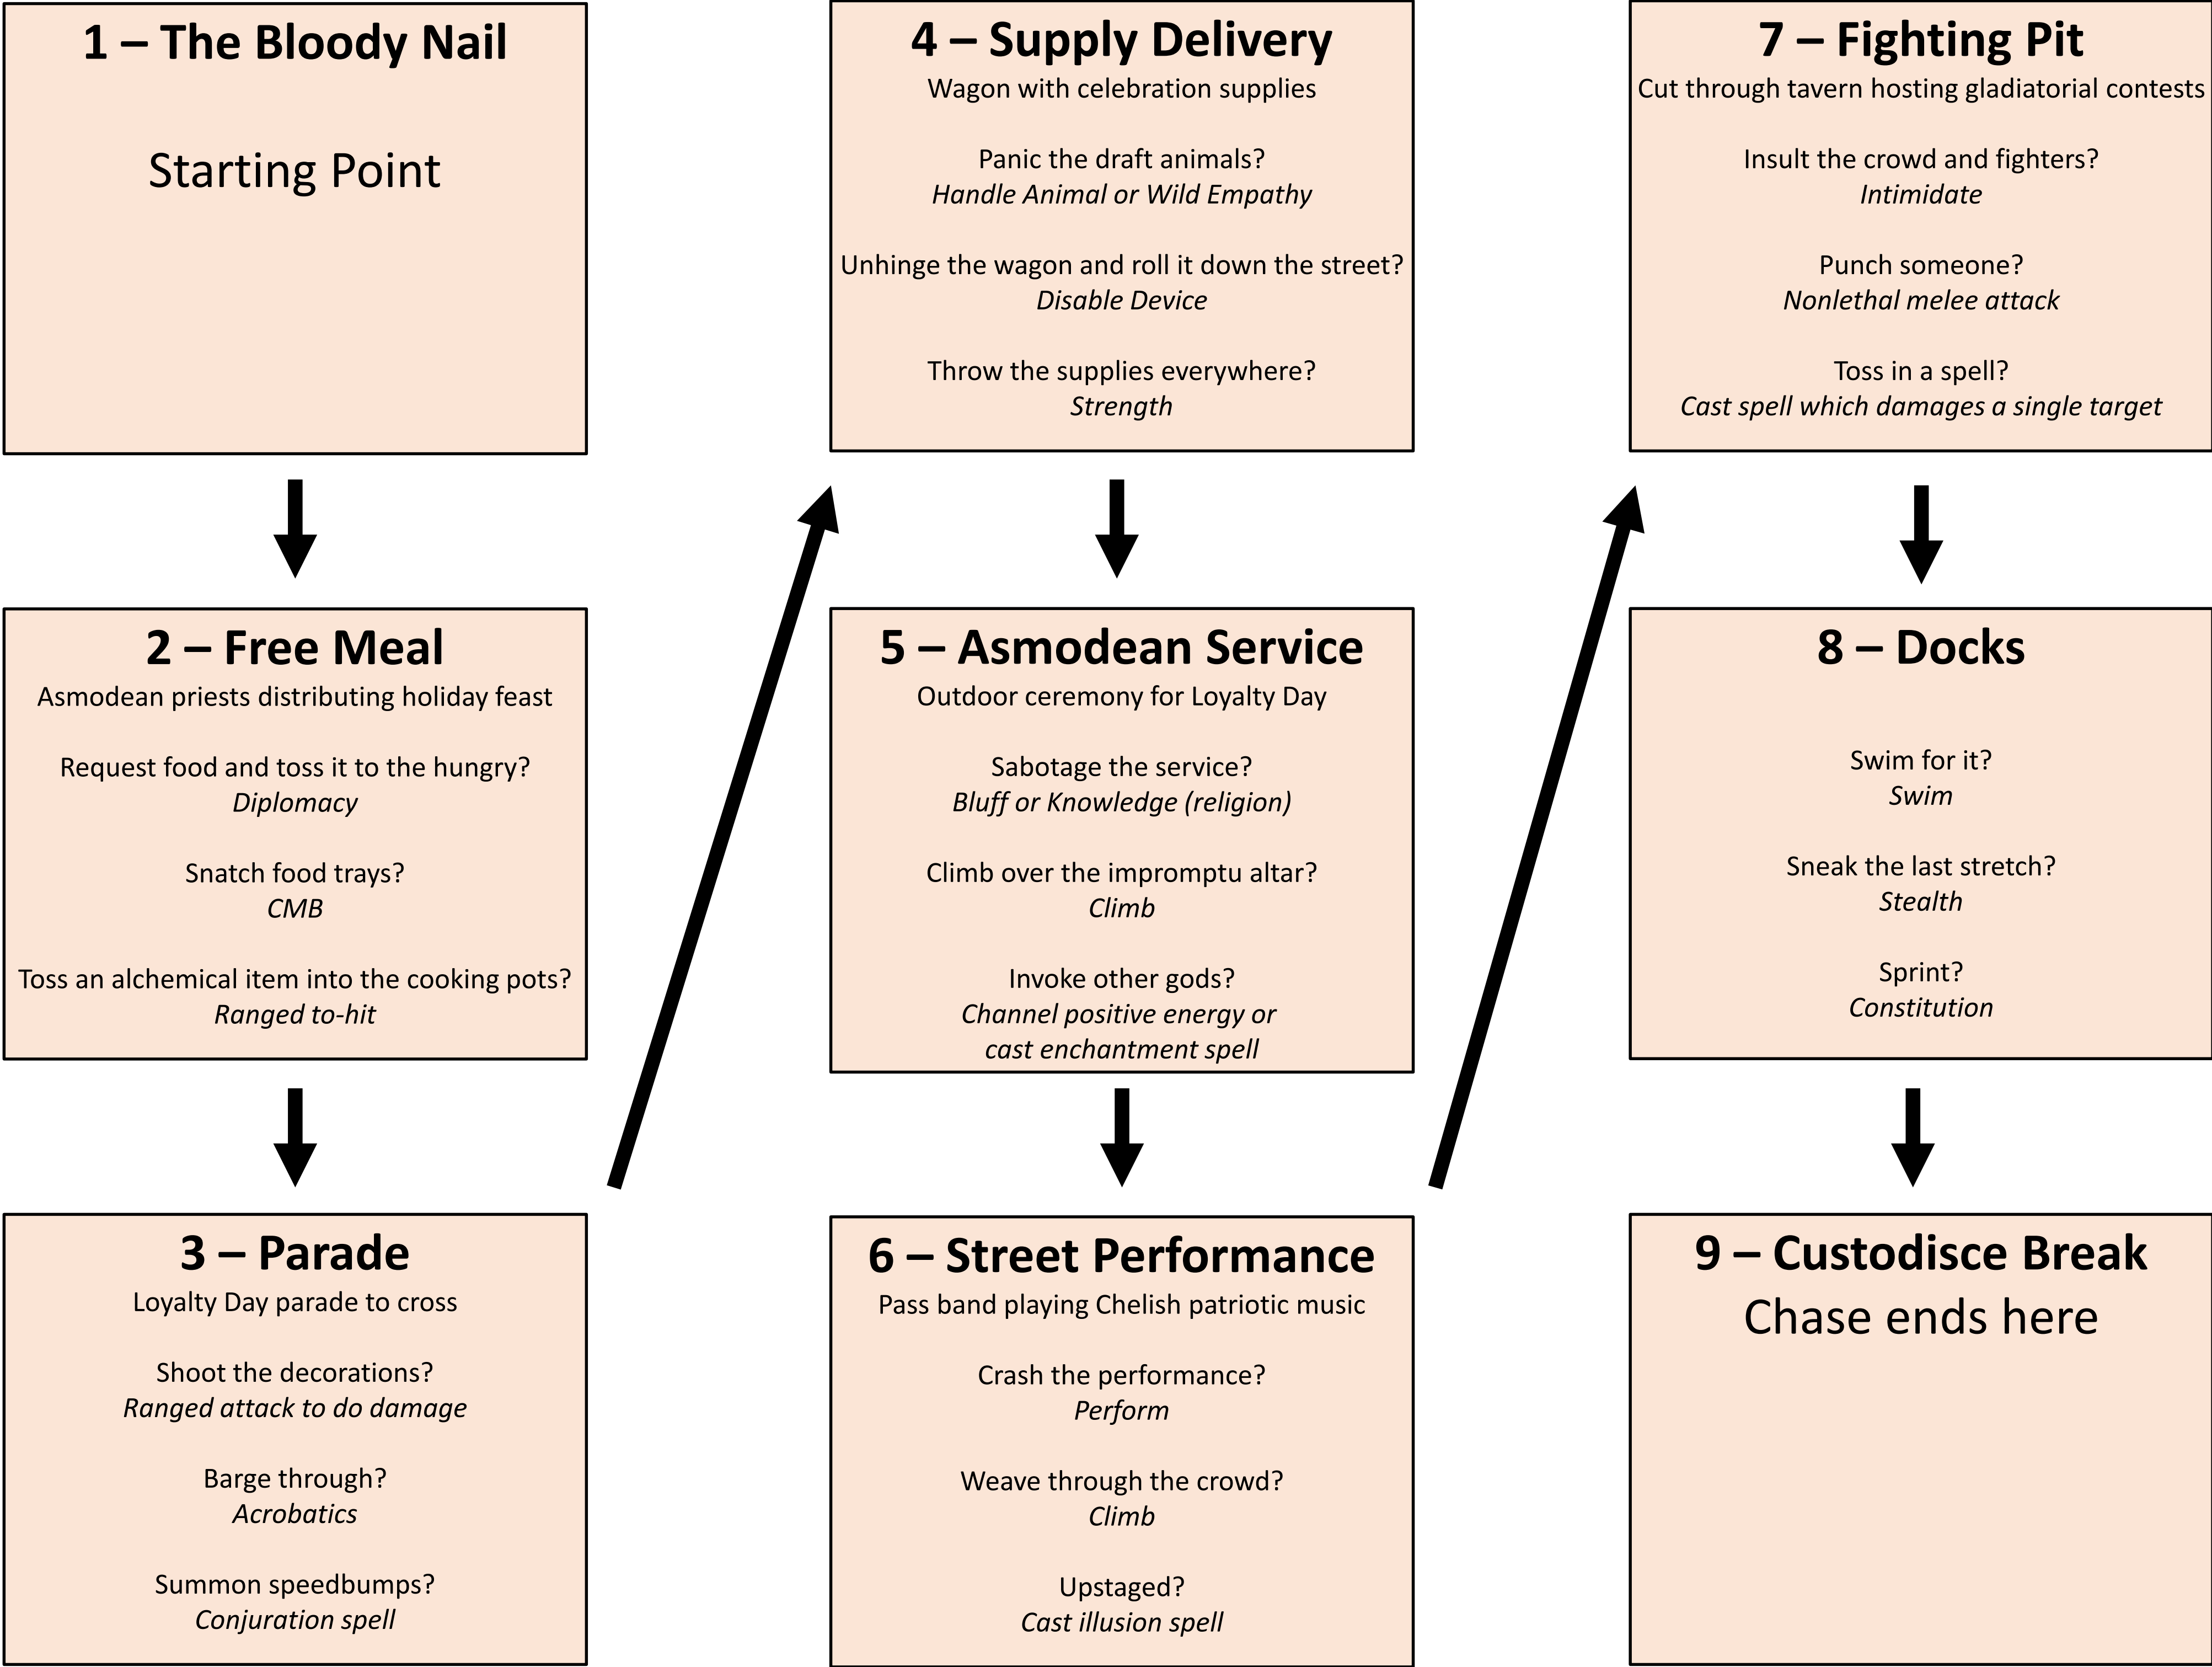 1 – The Bloody Nail
Starting Point
2 – Free Meal
Asmodean priests distributing holiday feast
Request food and toss it to the hungry?
Diplomacy
Snatch food trays?
CMB
Toss an alchemical item into the cooking pots?
Ranged to-hit
3 – Parade
Loyalty Day parade to cross
Shoot the decorations?
Ranged attack to do damage
Barge through?
Acrobatics
Summon speedbumps?
Conjuration spell
4 – Supply Delivery
Wagon with celebration supplies
Panic the draft animals?
Handle Animal or Wild Empathy
Unhinge the wagon and roll it down the street?
Disable Device
Throw the supplies everywhere?
Strength
5 – Asmodean Service
Outdoor ceremony for Loyalty Day
Sabotage the service?
Bluff or Knowledge (religion)
Climb over the impromptu altar?
Climb
Invoke other gods?
Channel positive energy or
cast enchantment spell
6 – Street Performance
Pass band playing Chelish patriotic music
Crash the performance?
Perform
Weave through the crowd?
Climb
Upstaged?
Cast illusion spell
7 – Fighting Pit
Cut through tavern hosting gladiatorial contests
Insult the crowd and fighters?
Intimidate
Punch someone?
Nonlethal melee attack
Toss in a spell?
Cast spell which damages a single target
8 – Docks
Swim for it?
Swim
Sneak the last stretch?
Stealth
Sprint?
Constitution
9 – Custodisce Break
Chase ends here